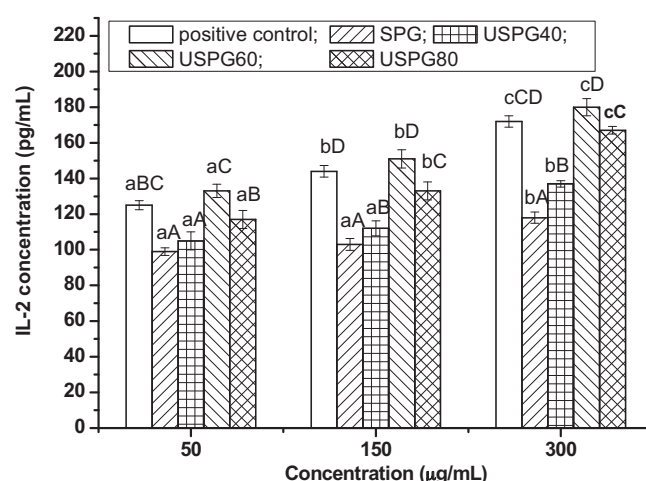 positive control; SPG; USPG40;
USPG60; USPG80
IL-2 concentration (pg/mL)
220
200
180
160
140
120
100
80
60
40
20
0
aBC
aA
aA
aC
aB
bD
aA
aB
bD
bC
cCD
bA
bB
cD
cC
50
150
300
Concentration (μg/mL)